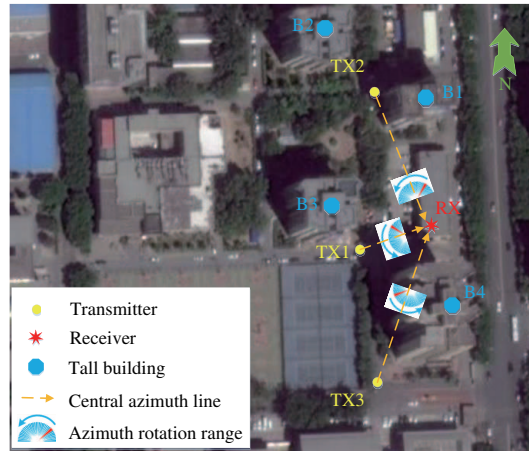 B2
TX2
B1
N
B3
RX
TX1
B4
TX3
Transmitter
Receiver
Tall building
Central azimuth line
Azimuth rotation range